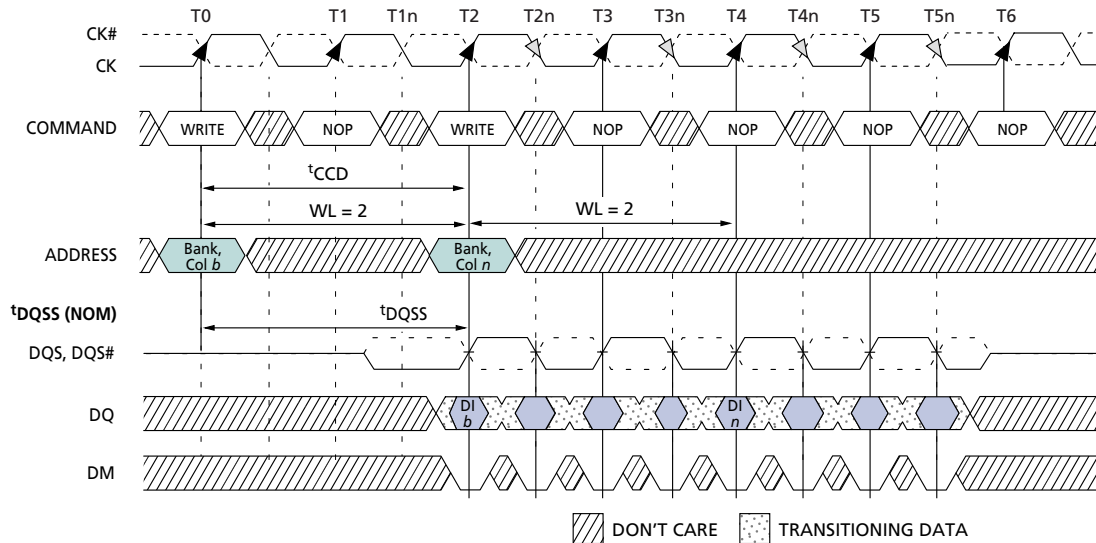 T0 T1 T1n T2 T2n T3 T3n T4 T4n T5 T5n T6
CK#
CK
COMMAND WRITE NOP WRITE NOP NOP NOP NOP
tCCD
WL = 2 WL = 2
ADDRESS Bank, Col b Bank, Col n
tDQSS (NOM)
tDQSS
DQS, DQS#
DQ DI b DI n
DM
DON'T CARE TRANSITIONING DATA